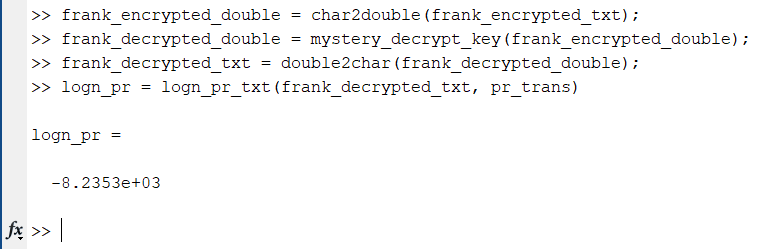 >> frank_encrypted_double = char2double(frank_encrypted_txt);
>> frank_decrypted_double = mystery_decrypt_key(frank_encrypted_double);
>> frank_decrypted_txt = double2char(frank_decrypted_double);
>> logn_pr = logn_pr_txt(frank_decrypted_txt, pr_trans)
logn_pr =
-8.2353e+03
fx >>